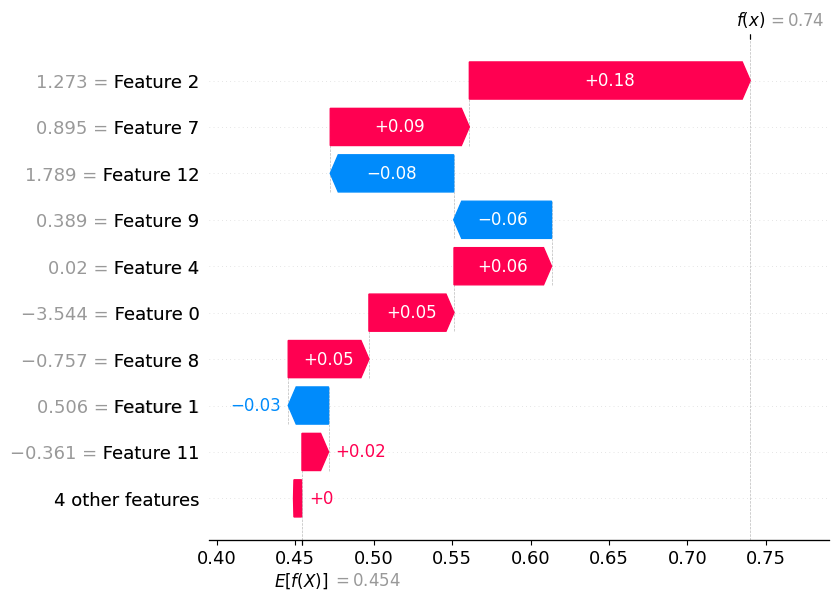 f(x) = 0.74
1.273 = Feature 2
+0.18
0.895 = Feature 7
+0.09
1.789 = Feature 12
−0.08
0.389 = Feature 9
−0.06
0.02 = Feature 4
+0.06
−3.544 = Feature 0
+0.05
−0.757 = Feature 8
+0.05
0.506 = Feature 1
−0.03
−0.361 = Feature 11
+0.02
4 other features
+0
0.40 0.45 0.50 0.55 0.60 0.65 0.70 0.75
E[f(X)] = 0.454